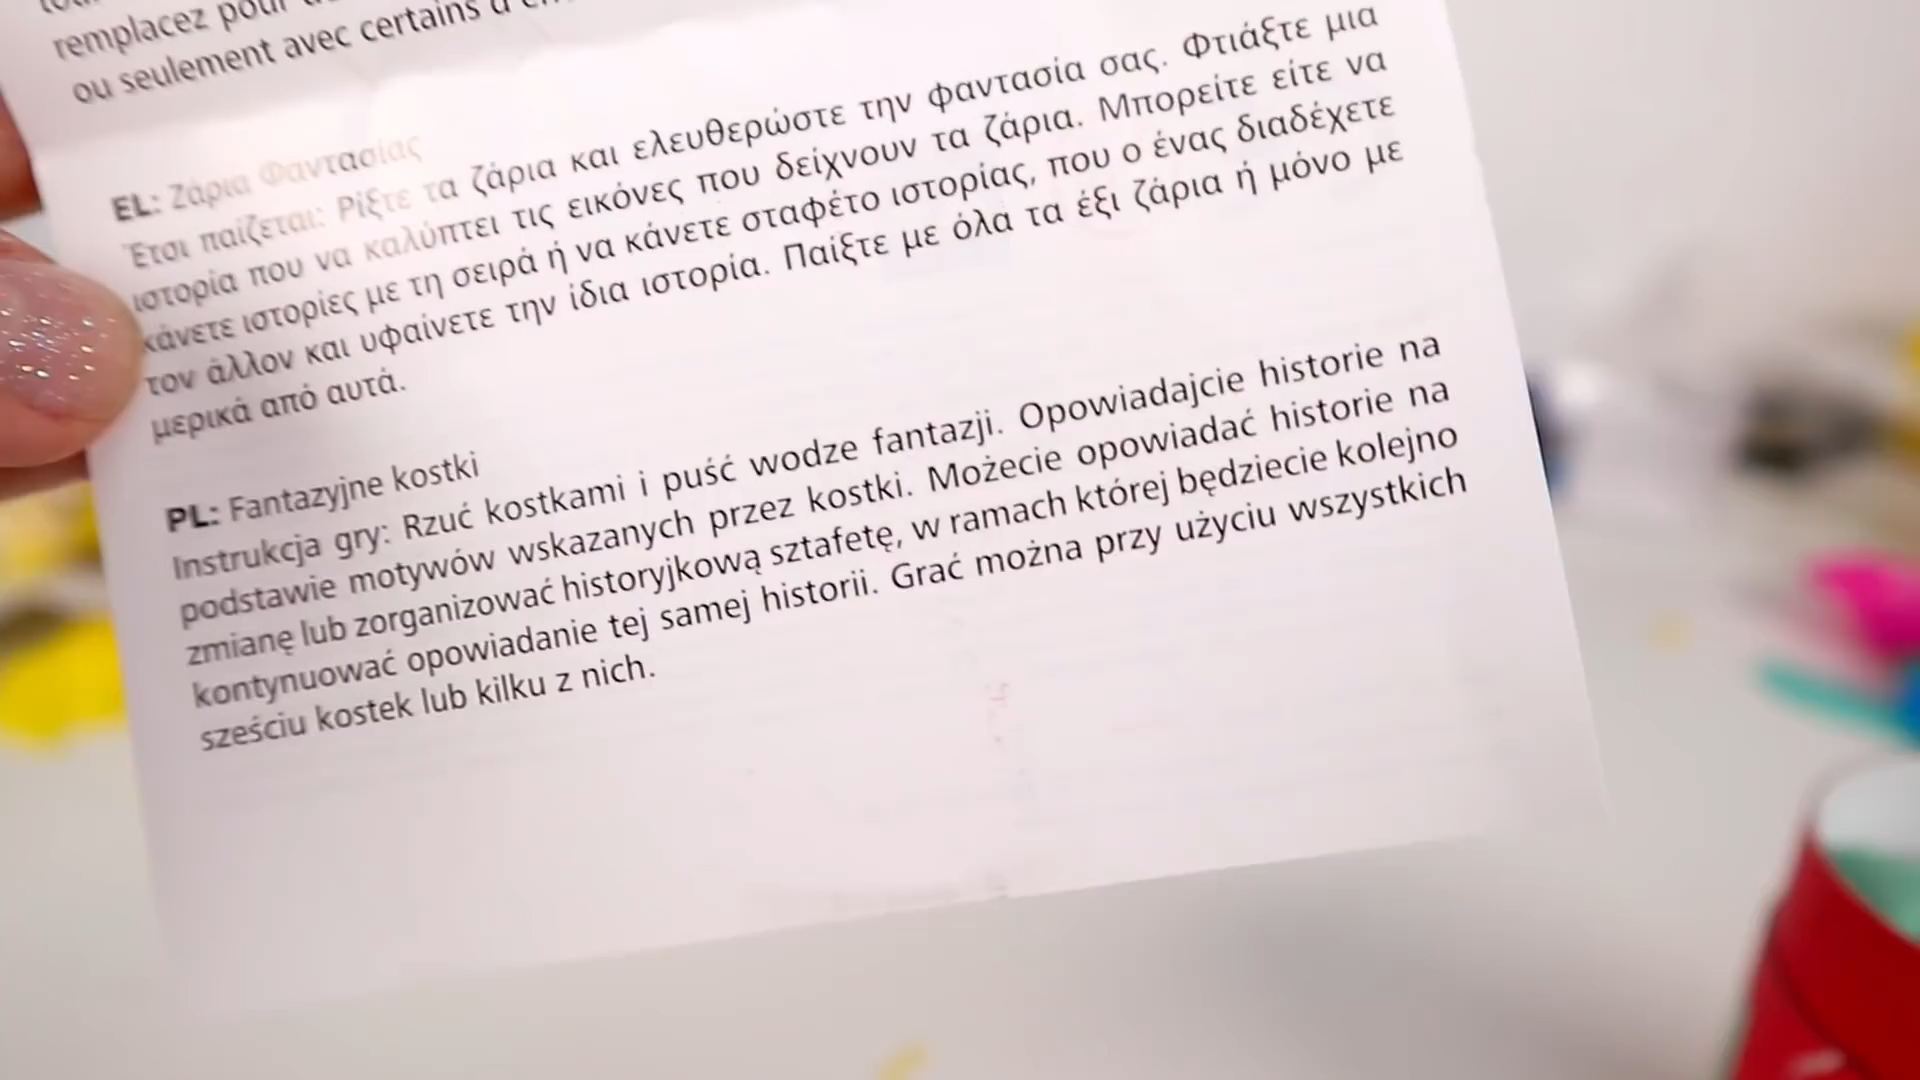 remplacez pour
ou seulement avec certains d'en
EL: Ζάρια Φαντασίας
Έτσι παίζεται: Ρίξτε τα ζάρια και ελευθερώστε την φαντασία σας. Φτιάξτε μια
ιστορία που να καλύπτει τις εικόνες που δείχνουν τα ζάρια. Μπορείτε είτε να
κάνετε ιστορίες με τη σειρά ή να κάνετε σταφέτο ιστορίας, που ο ένας διαδέχετε
τον άλλον και υφαίνετε την ίδια ιστορία. Παίξτε με όλα τα έξι ζάρια ή μόνο με
μερικά από αυτά.
PL: Fantazyjne kostki
Instrukcja gry: Rzuć kostkami i puść wodze fantazji. Opowiadajcie historie na
podstawie motywów wskazanych przez kostki. Możecie opowiadać historie na
zmianę lub zorganizować historyjkową sztafetę, w ramach której będziecie kolejno
kontynuować opowiadanie tej samej historii. Grać można przy użyciu wszystkich
sześciu kostek lub kilku z nich.